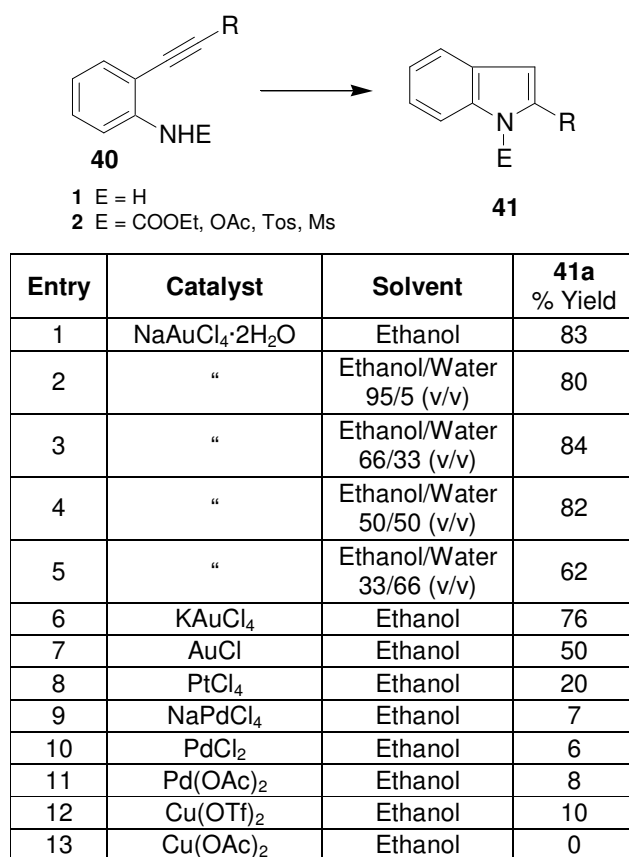 R
NHE
40
1 E = H
2 E = COOEt, OAc, Tos, Ms
N
R
E
41
Entry Catalyst Solvent 41a % Yield
1 NaAuCl₄·2H₂O Ethanol 83
2 “ Ethanol/Water 95/5 (v/v) 80
3 “ Ethanol/Water 66/33 (v/v) 84
4 “ Ethanol/Water 50/50 (v/v) 82
5 “ Ethanol/Water 33/66 (v/v) 62
6 KAuCl₄ Ethanol 76
7 AuCl Ethanol 50
8 PtCl₄ Ethanol 20
9 NaPdCl₄ Ethanol 7
10 PdCl₂ Ethanol 6
11 Pd(OAc)₂ Ethanol 8
12 Cu(OTf)₂ Ethanol 10
13 Cu(OAc)₂ Ethanol 0